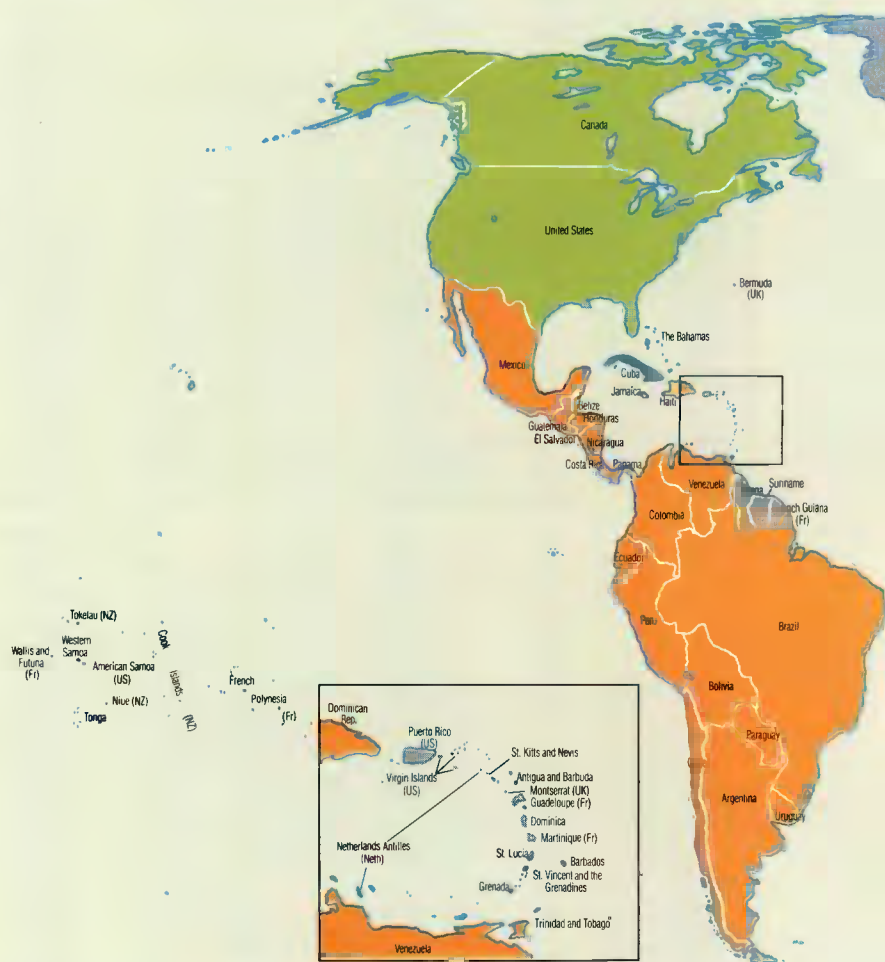 Canada
United States
Bermuda
(UK)
The Bahamas
Mexico
Cuba
Jamaica
Haiti
Belize
Honduras
Guatemala
El Salvador
Nicaragua
Costa Rica
Panama
Venezuela
Suriname
Guiana
(Fr)
Colombia
Ecuador
Peru
Brazil
Bolivia
Paraguay
Argentina
Uruguay
Tokelau (NZ)
Wallis and
Futuna
(Fr)
Western
Samoa
American Samoa
(US)
Cook
Islands
(NZ)
Niue (NZ)
Tonga
French
Polynesia
(Fr)
Dominican
Rep.
Puerto Rico
(US)
Virgin Islands
(US)
St. Kitts and Nevis
Antigua and Barbuda
Montserrat (UK)
Guadeloupe (Fr)
Dominica
Martinique (Fr)
Netherlands Antilles
(Neth)
St. Lucia
Barbados
St. Vincent and the
Grenadines
Grenada
Trinidad and Tobago
Venezuela